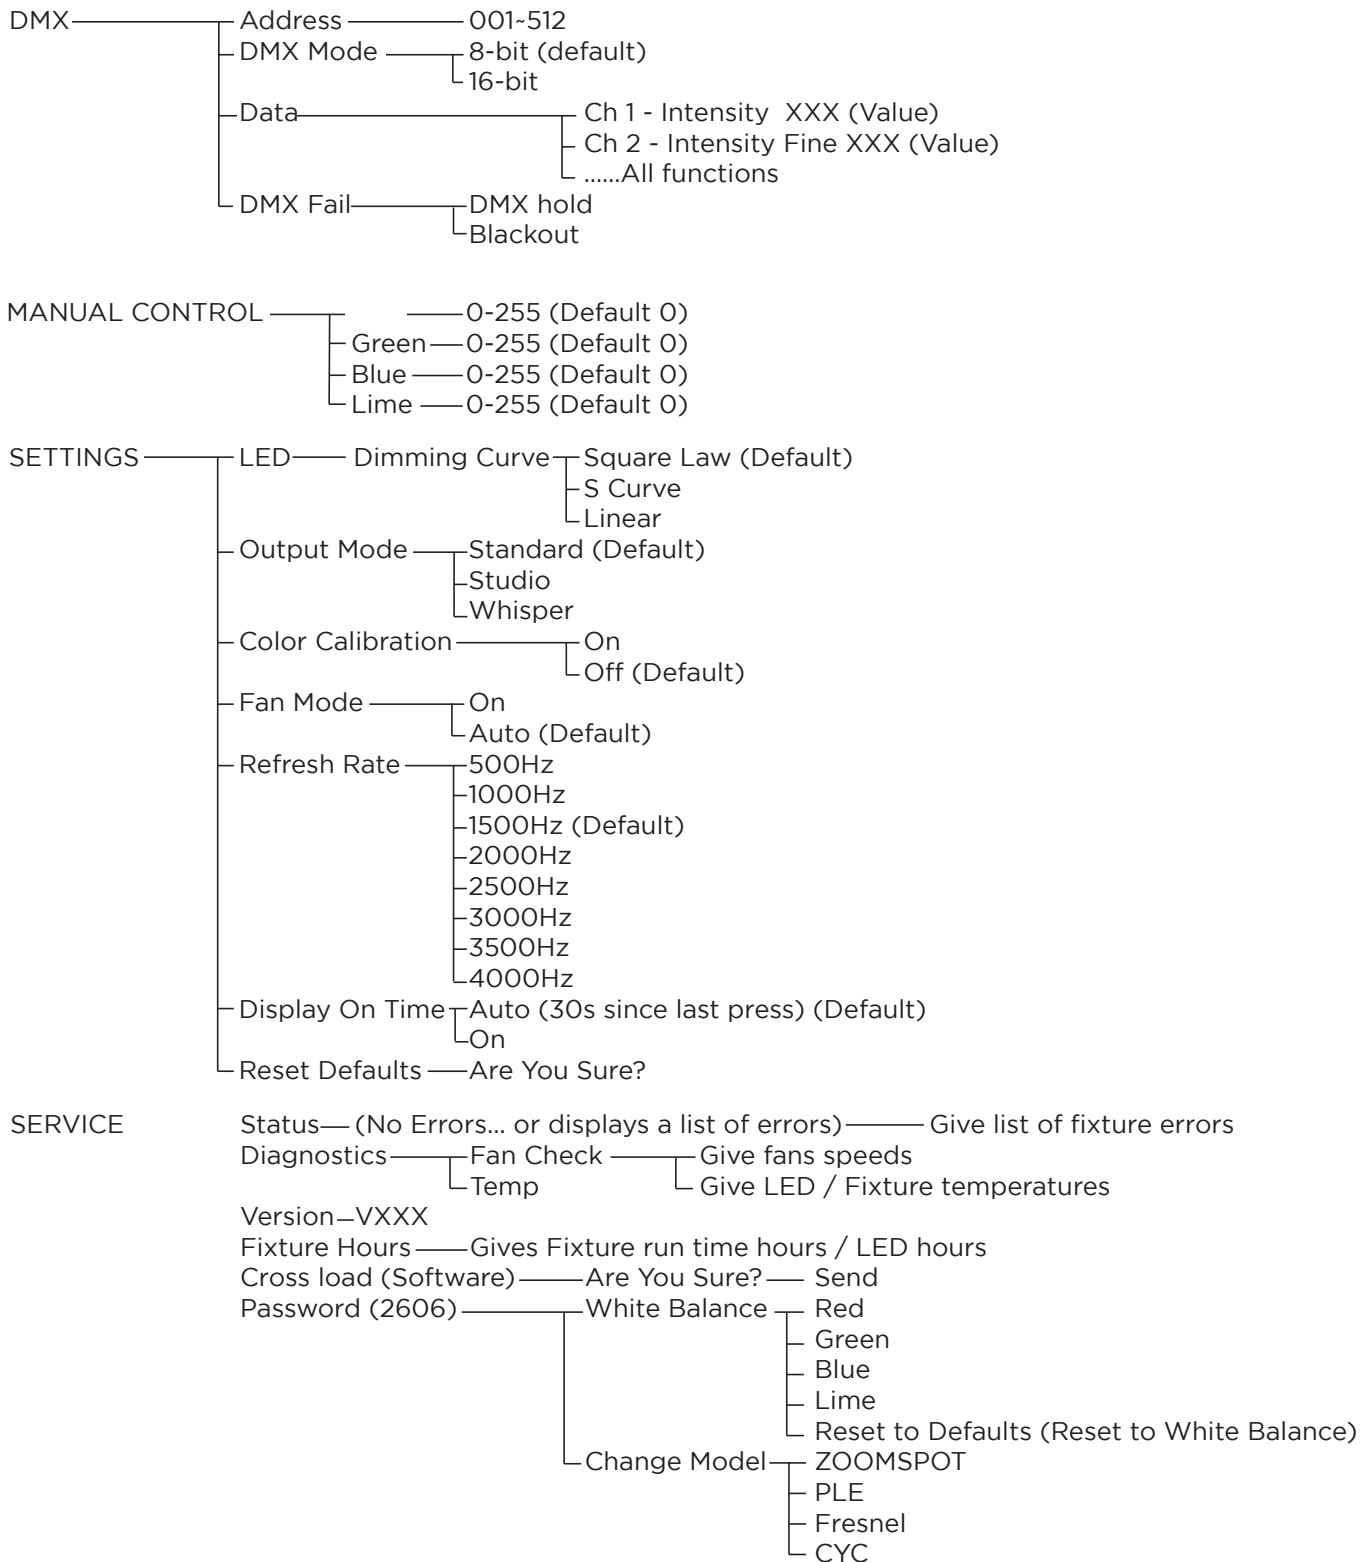 DMX Address 001~512
DMX Mode 8-bit (default)
16-bit
Data Ch 1 - Intensity XXX (Value)
Ch 2 - Intensity Fine XXX (Value)
......All functions
DMX Fail DMX hold
Blackout
MANUAL CONTROL 0-255 (Default 0)
Green 0-255 (Default 0)
Blue 0-255 (Default 0)
Lime 0-255 (Default 0)
SETTINGS LED Dimming Curve Square Law (Default)
S Curve
Linear
Output Mode Standard (Default)
Studio
Whisper
Color Calibration On
Off (Default)
Fan Mode On
Auto (Default)
Refresh Rate 500Hz
1000Hz
1500Hz (Default)
2000Hz
2500Hz
3000Hz
3500Hz
4000Hz
Display On Time Auto (30s since last press) (Default)
On
Reset Defaults Are You Sure?
SERVICE Status (No Errors... or displays a list of errors) Give list of fixture errors
Diagnostics Fan Check Give fans speeds
Temp Give LED / Fixture temperatures
Version VXXX
Fixture Hours Gives Fixture run time hours / LED hours
Cross load (Software) Are You Sure? Send
Password (2606) White Balance Red
Green
Blue
Lime
Reset to Defaults (Reset to White Balance)
Change Model ZOOMSPOT
PLE
Fresnel
CYC